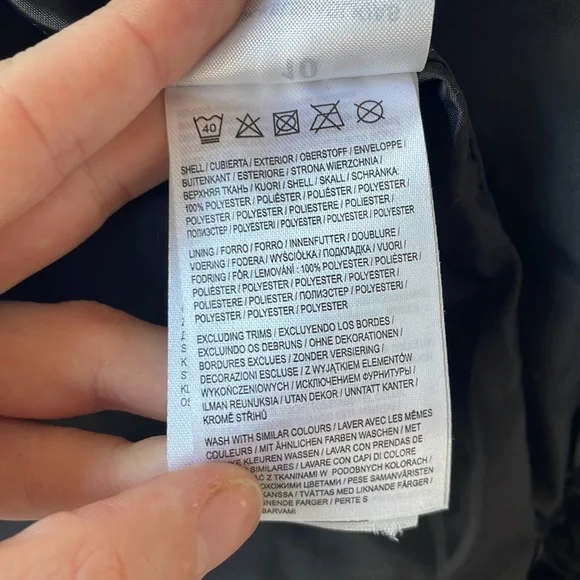 10
40
SHELL / CUBIERTA / EXTERIOR / OBERSTOFF / ENVELOPPE /
BUITENKANT / ESTERIORE / STRONA WIERZCHNIA /
ВЕРХНЯЯ ТКАНЬ / KUORI / SHELL / SKALL / SCHRÁNKA:
100% POLYESTER / POLIÉSTER / POLIÉSTER / POLYESTER /
POLYESTER / POLYESTER / POLIESTERE / POLIESTER /
ПОЛИЭСТЕР / POLYESTERI / POLYESTER / POLYESTER / POLYESTER
LINING / FORRO / FORRO / INNENFUTTER / DOUBLURE /
VOERING / FODERA / WYŚCIÓŁKA / ПОДКЛАДКА / VUORI /
FODRING / FÔR / LEMOVÁNÍ : 100% POLYESTER /
POLIÉSTER / POLIÉSTER / POLYESTER / POLYESTER / POLYESTER /
POLIESTERE / POLIESTER / ПОЛИЭСТЕР / POLYESTERI /
POLYESTER / POLYESTER / POLYESTER
EXCLUDING TRIMS / EXCLUYENDO LOS BORDES /
EXCLUINDO OS DEBRUNS / OHNE DEKORATIONEN /
BORDURES EXCLUES / ZONDER VERSIERING /
DECORAZIONI ESCLUSE / Z WYJĄTKIEM ELEMENTÓW
WYKOŃCZENIOWYCH / ИСКЛЮЧЕНИЕМ ФУРНИТУРЫ /
ILMAN REUNUKSIA / UTAN DEKOR / UNNTATT KANTER /
KROMĚ STŘIHŮ
WASH WITH SIMILAR COLOURS / LAVER AVEC LES MÊMES
COULEURS / MIT ÄHNLICHEN FARBEN WASCHEN / MET
KLEUREN WASSEN / LAVAR CON PRENDAS DE
SIMILARES / LAVARE CON CAPI DI COLORE
Z TKANINAMI W PODOBNYCH KOLORACH /
ЦВЕТАМИ / PESE SAMANVÄRISTEN
KANSSA / TVÄTTAS MED LIKNANDE FÄRGER /
FARGER / PERTE S
BARVAMI